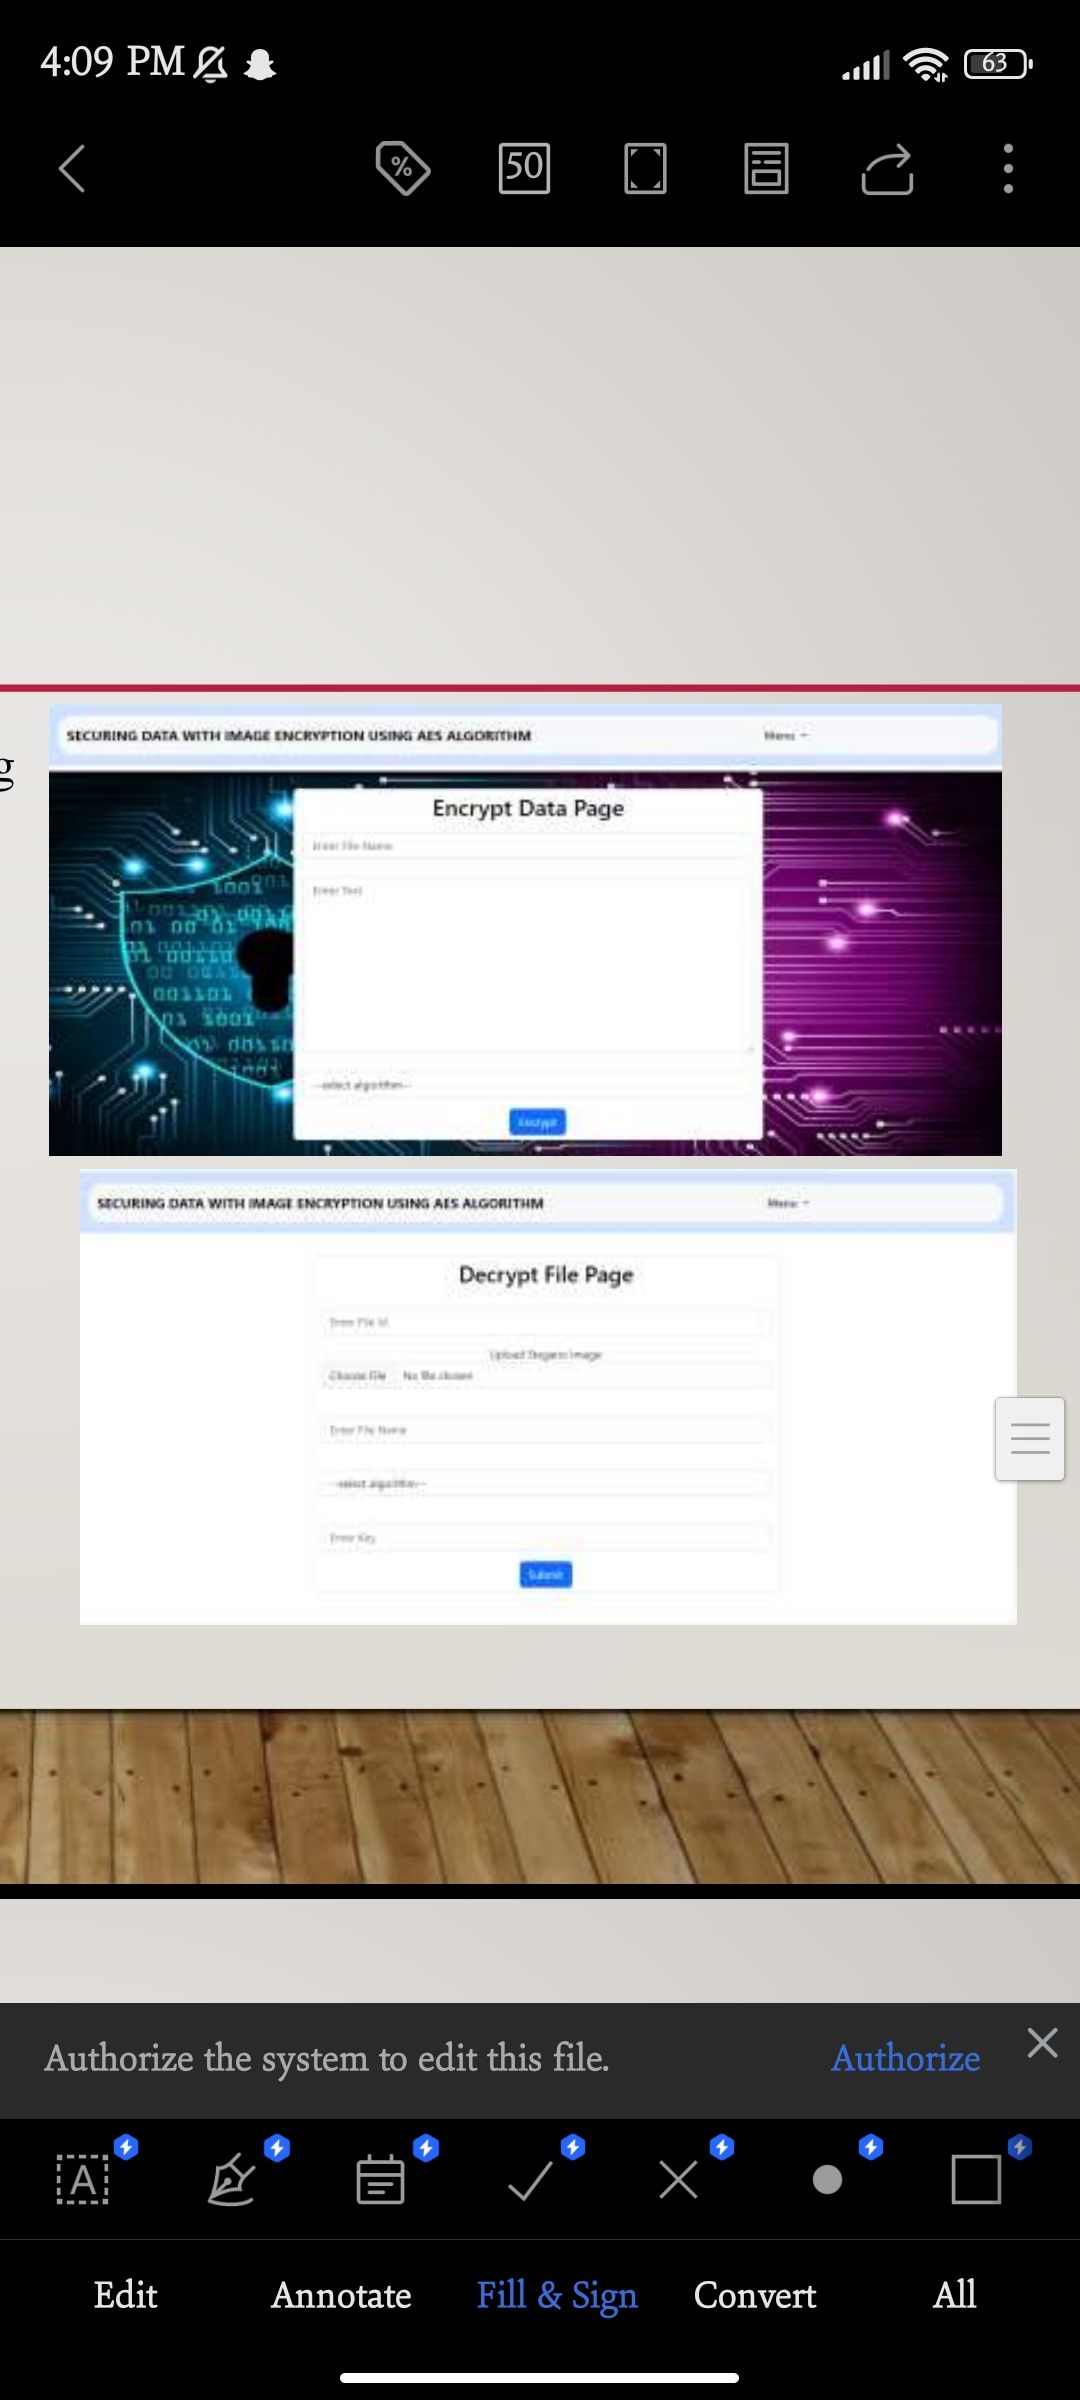 4:09 PM
63
%
50
g
SECURING DATA WITH IMAGE ENCRYPTION USING AES ALGORITHM
Menu
Encrypt Data Page
Enter File Name
Enter Text
--select algorithm--
Encrypt
SECURING DATA WITH IMAGE ENCRYPTION USING AES ALGORITHM
Menu
Decrypt File Page
Enter File Id
Upload Stegano Image
Choose File No file chosen
Enter File Name
--select algorithm--
Enter Key
Submit
Authorize the system to edit this file. Authorize
A
Edit Annotate Fill & Sign Convert All